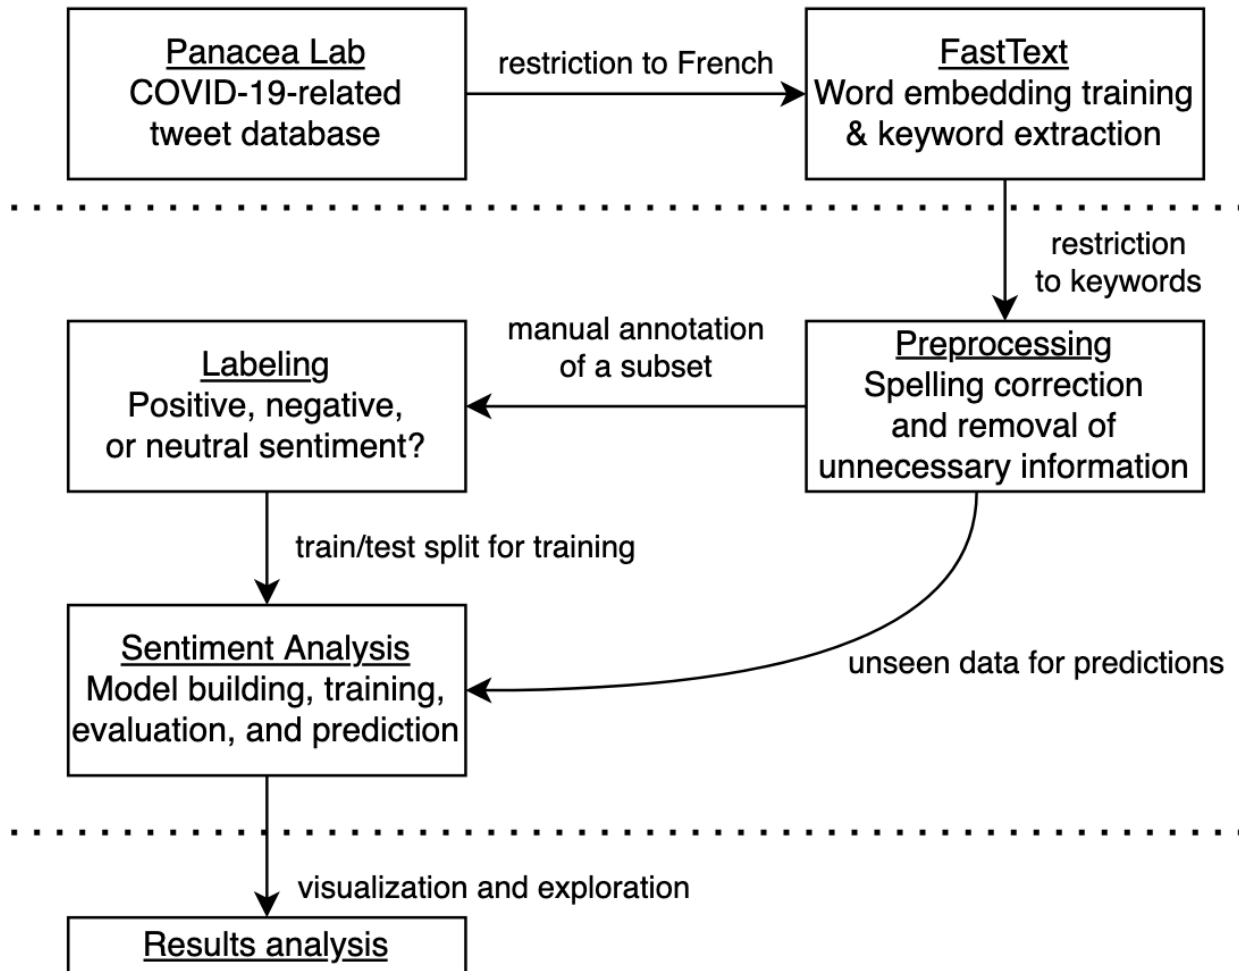 Panacea Lab
COVID-19-related
tweet database
restriction to French
FastText
Word embedding training
& keyword extraction
restriction
to keywords
Preprocessing
Spelling correction
and removal of
unnecessary information
manual annotation
of a subset
Labeling
Positive, negative,
or neutral sentiment?
train/test split for training
unseen data for predictions
Sentiment Analysis
Model building, training,
evaluation, and prediction
visualization and exploration
Results analysis